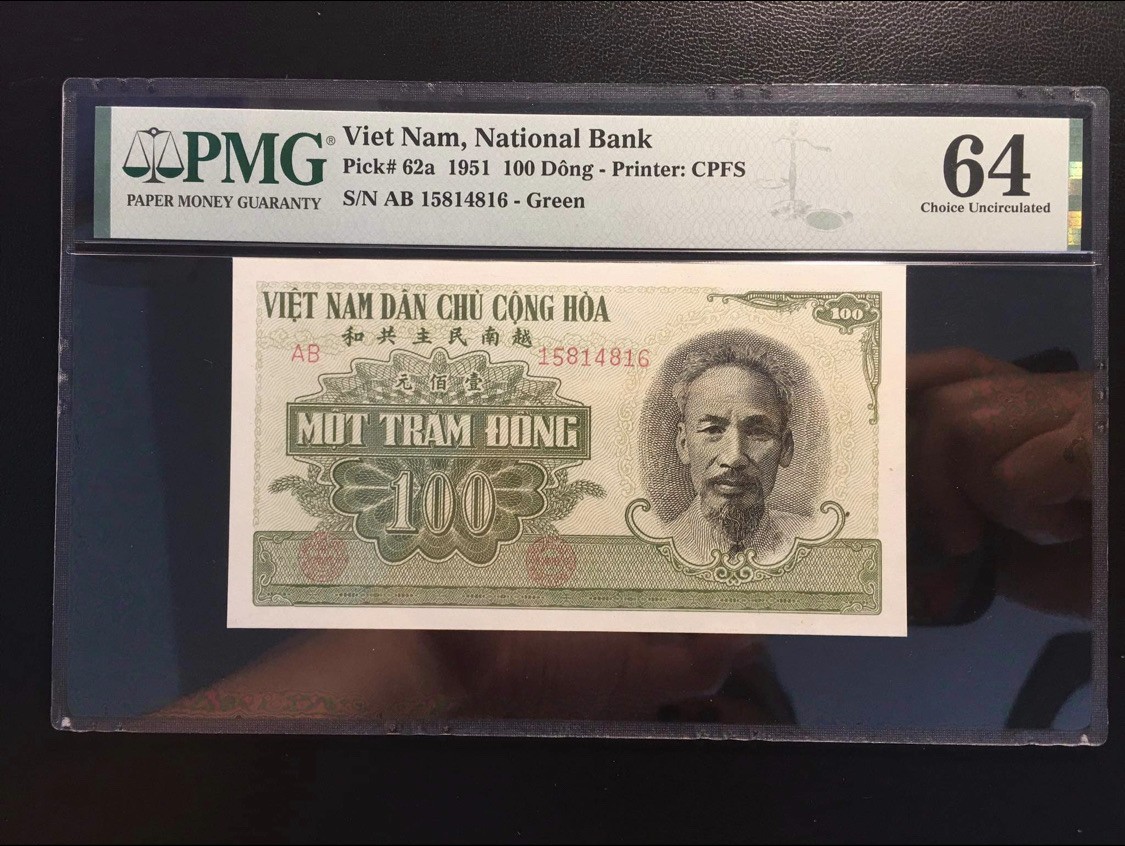 PMG®
PAPER MONEY GUARANTY
Viet Nam, National Bank
Pick# 62a 1951 100 Dông - Printer: CPFS
S/N AB 15814816 - Green
64
Choice Uncirculated
VIỆT NAM DÂN CHỦ CỘNG HÒA
和共主民南越
100
AB 15814816
元佰壹
MỘT TRĂM ĐỒNG
100